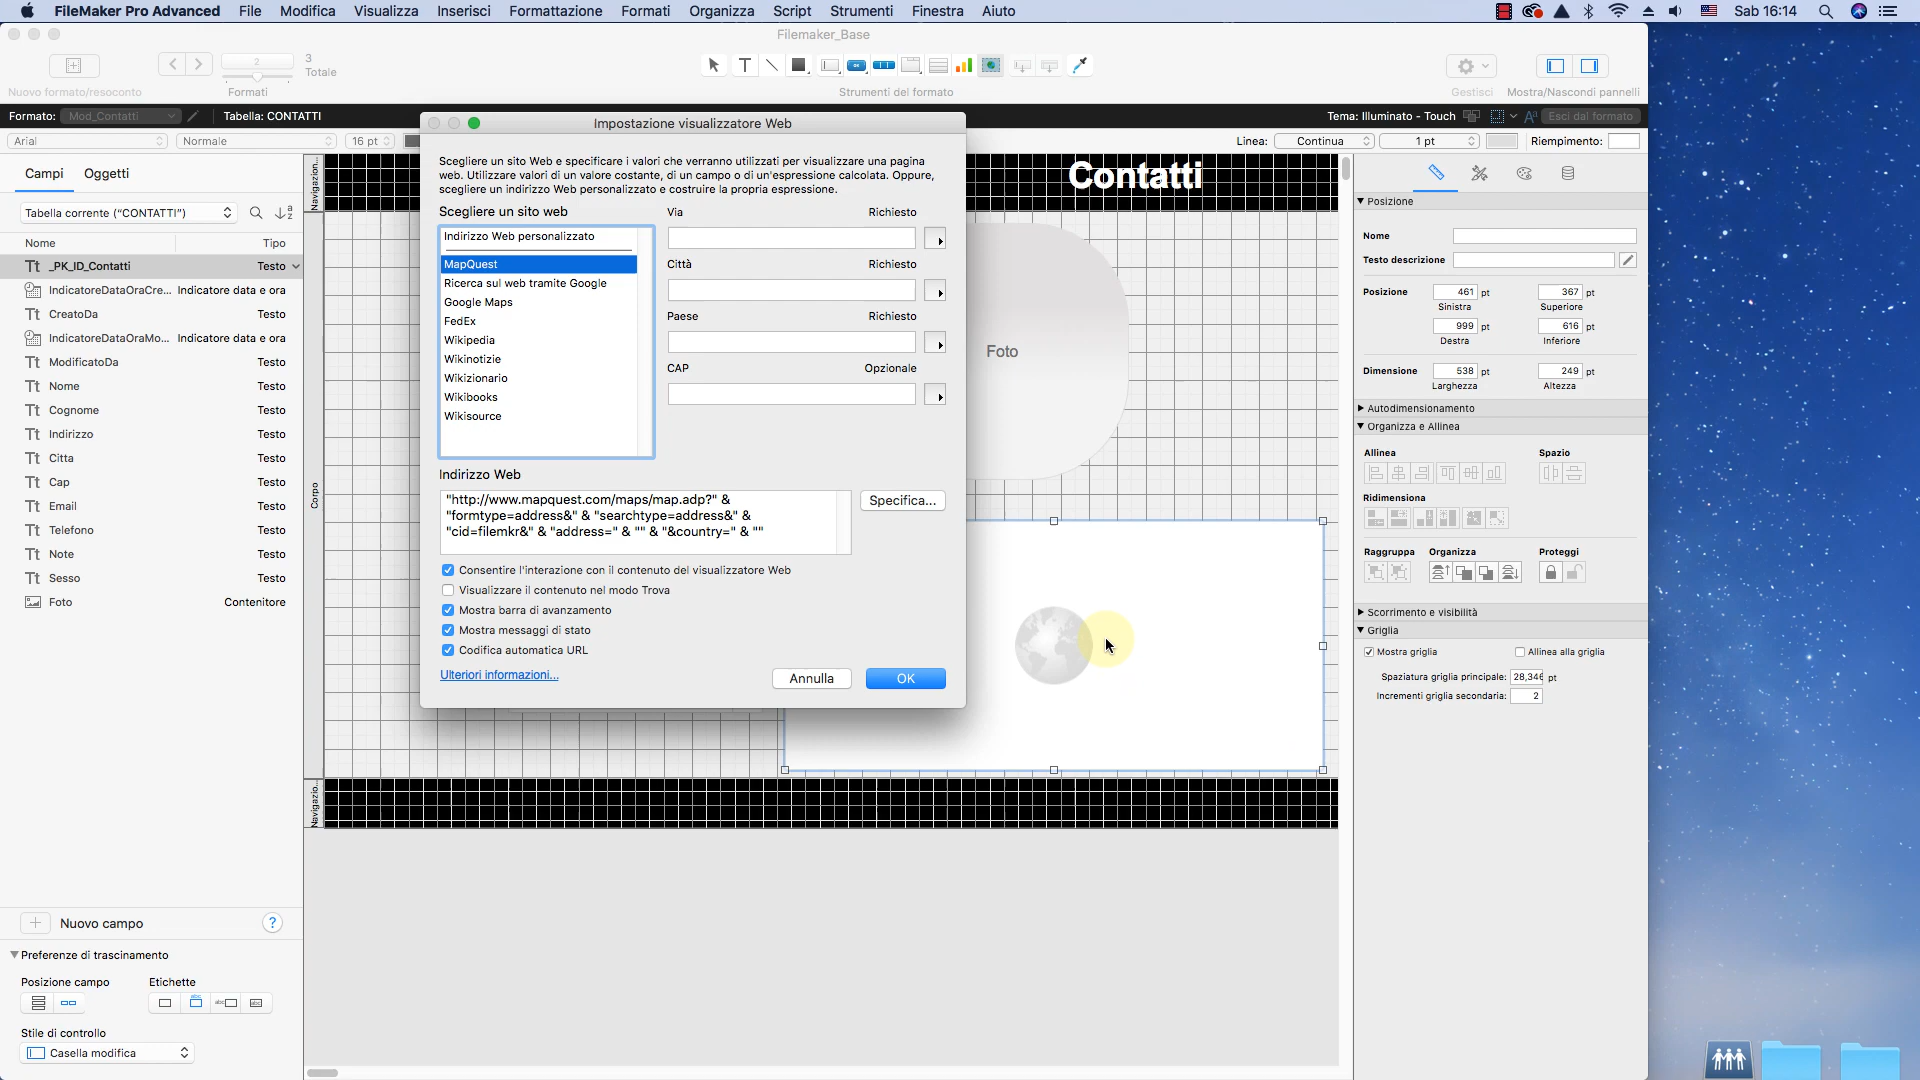 FileMaker Pro Advanced File Modifica Visualizza Inserisci Formattazione Formati Organizza Script Strumenti Finestra Aiuto Sab 16:14
Filemaker_Base
2
3
Totale
Nuovo formato/resoconto
Formati
Strumenti del formato
Gestisci
Mostra/Nascondi pannelli
Formato: Mod_Contatti Tabella: CONTATTI
Tema: Illuminato - Touch
Esci dal formato
Arial Normale 16 pt
Linea: Continua 1 pt Riempimento:
Campi Oggetti
Tabella corrente ("CONTATTI")
Nome Tipo
_PK_ID_Contatti Testo
IndicatoreDataOraCre... Indicatore data e ora
CreatoDa Testo
IndicatoreDataOraMo... Indicatore data e ora
ModificatoDa Testo
Nome Testo
Cognome Testo
Indirizzo Testo
Citta Testo
Cap Testo
Email Testo
Telefono Testo
Note Testo
Sesso Testo
Foto Contenitore
Nuovo campo
?
Preferenze di trascinamento
Posizione campo Etichette
Stile di controllo
Casella modifica
Navigazion...
Corpo
Navigazio...
Contatti
Foto
Impostazione visualizzatore Web
Scegliere un sito Web e specificare i valori che verranno utilizzati per visualizzare una pagina
web. Utilizzare valori di un valore costante, di un campo o di un'espressione calcolata. Oppure,
scegliere un indirizzo Web personalizzato e costruire la propria espressione.
Scegliere un sito web
Indirizzo Web personalizzato
MapQuest
Ricerca sul web tramite Google
Google Maps
FedEx
Wikipedia
Wikinotizie
Wikizionario
Wikibooks
Wikisource
Via Richiesto
Città Richiesto
Paese Richiesto
CAP Opzionale
Indirizzo Web
"http://www.mapquest.com/maps/map.adp?" &
"formtype=address&" & "searchtype=address&" &
"cid=filemkr&" & "address=" & "" & "&country=" & ""
Specifica...
Consentire l'interazione con il contenuto del visualizzatore Web
Visualizzare il contenuto nel modo Trova
Mostra barra di avanzamento
Mostra messaggi di stato
Codifica automatica URL
Ulteriori informazioni...
Annulla
OK
Posizione
Nome
Testo descrizione
Posizione 461 pt 367 pt
Sinistra Superiore
999 pt 616 pt
Destra Inferiore
Dimensione 538 pt 249 pt
Larghezza Altezza
Autodimensionamento
Organizza e Allinea
Allinea Spazio
Ridimensiona
Raggruppa Organizza Proteggi
Scorrimento e visibilità
Griglia
Mostra griglia Allinea alla griglia
Spaziatura griglia principale: 28,346 pt
Incrementi griglia secondaria: 2